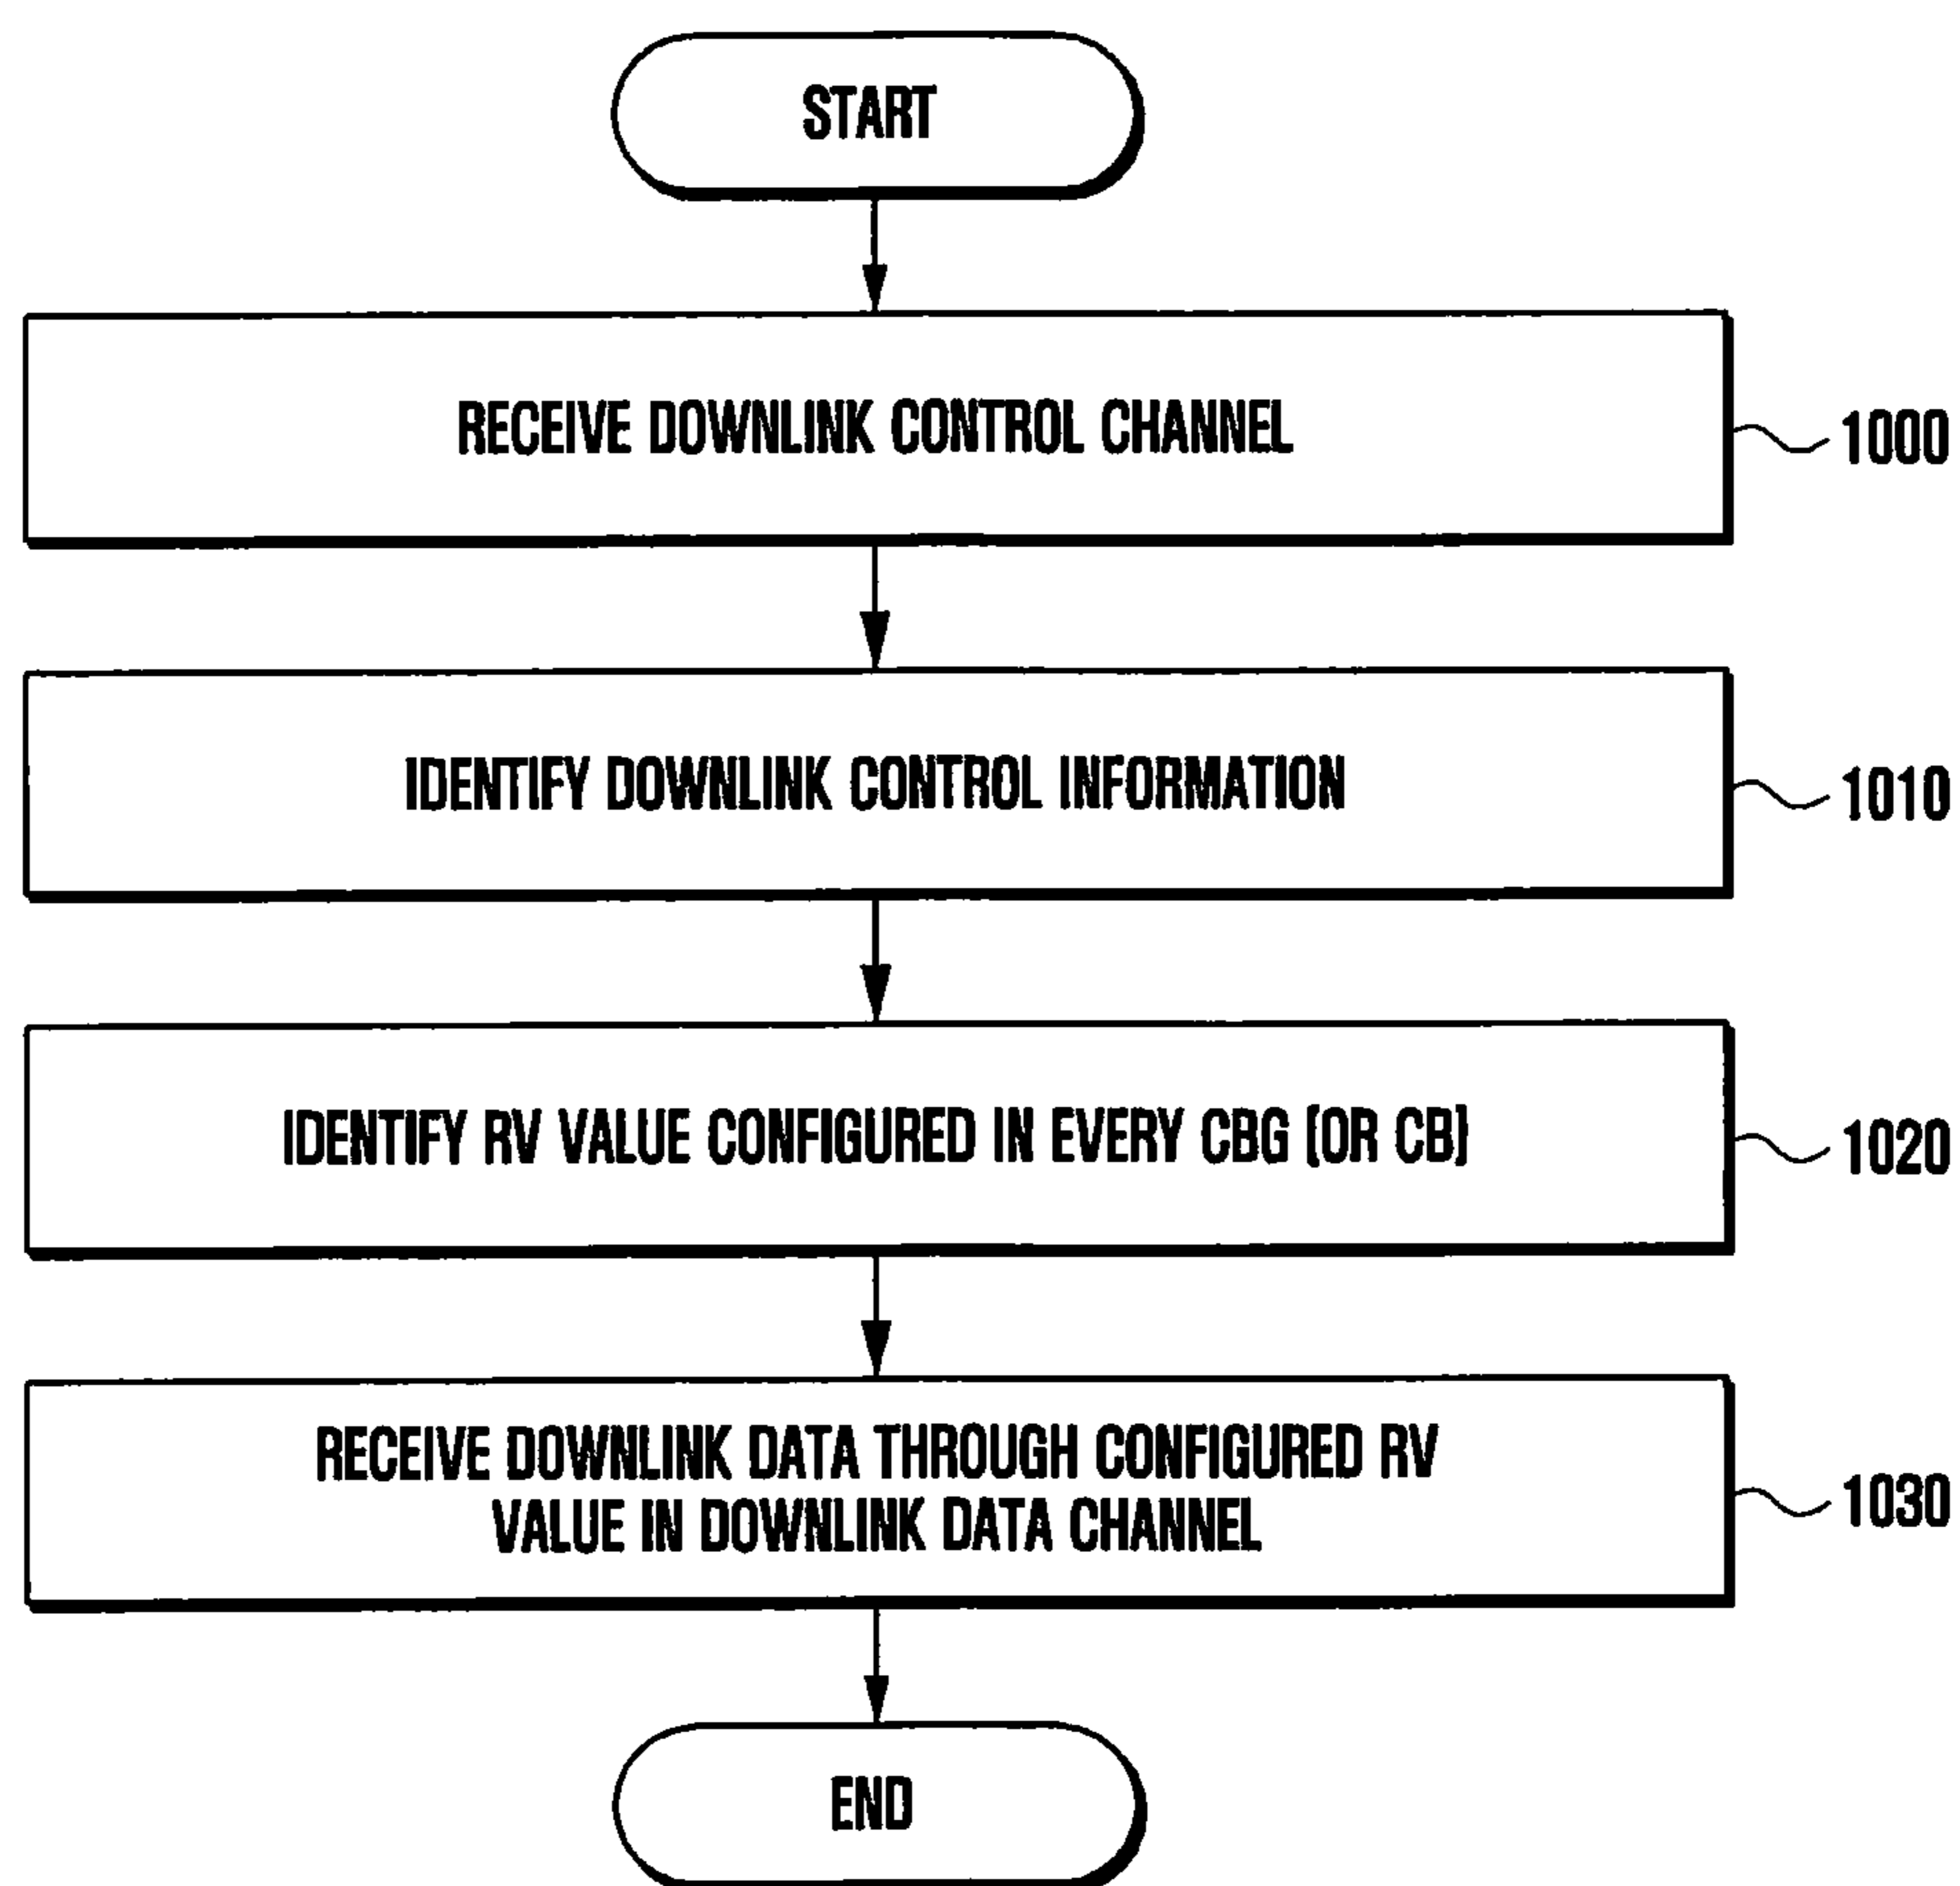 START
RECEIVE DOWNLINK CONTROL CHANNEL
1000
IDENTIFY DOWNLINK CONTROL INFORMATION
1010
IDENTIFY RV VALUE CONFIGURED IN EVERY CBG (OR CB)
1020
RECEIVE DOWNLINK DATA THROUGH CONFIGURED RV
VALUE IN DOWNLINK DATA CHANNEL
1030
END